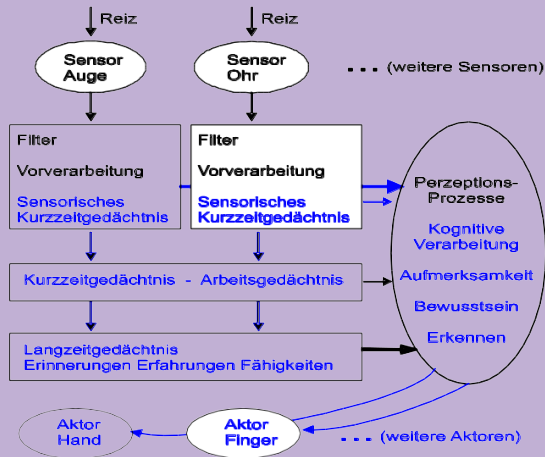 Reiz
Reiz
Sensor
Auge
Sensor
Ohr
... (weitere Sensoren)
Filter
Vorverarbeitung
Sensorisches
Kurzzeitgedächtnis
Filter
Vorverarbeitung
Sensorisches
Kurzzeitgedächtnis
Perzeptions-
Prozesse
Kognitive
Verarbeitung
Aufmerksamkeit
Bewusstsein
Erkennen
Kurzzeitgedächtnis - Arbeitsgedächtnis
Langzeitgedächtnis
Erinnerungen Erfahrungen Fähigkeiten
Aktor
Hand
Aktor
Finger
... (weitere Aktoren)